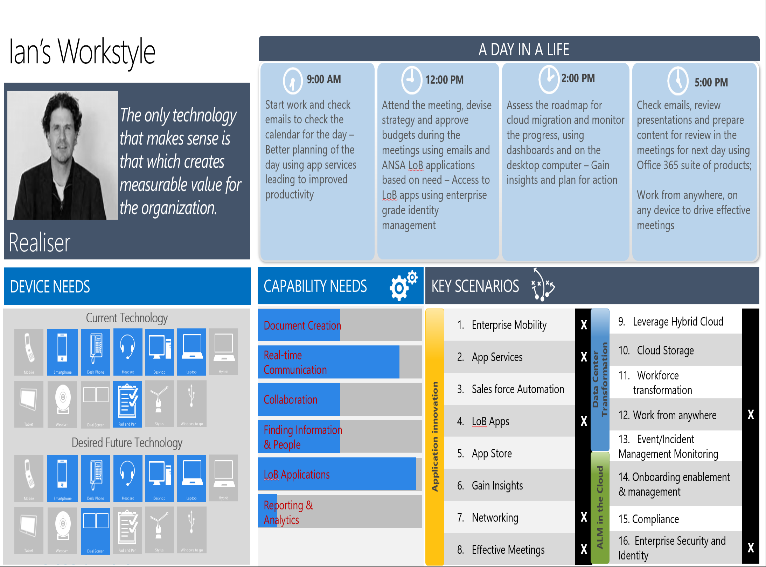 Ian's Workstyle
The only technology
that makes sense is
that which creates
measurable value for
the organization.
Realiser
A DAY IN A LIFE
9:00 AM
Start work and check
emails to check the
calendar for the day –
Better planning of the
day using app services
leading to improved
productivity
12:00 PM
Attend the meeting, devise
strategy and approve
budgets during the
meetings using emails and
ANSA LoB applications
based on need – Access to
LoB apps using enterprise
grade identity
management
2:00 PM
Assess the roadmap for
cloud migration and monitor
the progress, using
dashboards and on the
desktop computer – Gain
insights and plan for action
5:00 PM
Check emails, review
presentations and prepare
content for review in the
meetings for next day using
Office 365 suite of products;
Work from anywhere, on
any device to drive effective
meetings
DEVICE NEEDS
Current Technology
Smartphone
Desktop
Desired Future Technology
Smartphone
Desktop
CAPABILITY NEEDS
Document Creation
Real-time
Communication
Collaboration
Finding Information
& People
LoB Applications
Reporting &
Analytics
KEY SCENARIOS
Application innovation
1. Enterprise Mobility X
2. App Services X
3. Sales force Automation
4. LoB Apps X
5. App Store
6. Gain Insights
7. Networking X
8. Effective Meetings X
Data Center
Transformation
ALM in the Cloud
9. Leverage Hybrid Cloud
10. Cloud Storage
11. Workforce
transformation
12. Work from anywhere X
13. Event/Incident
Management Monitoring
14. Onboarding enablement
& management
15. Compliance
16. Enterprise Security and
Identity X